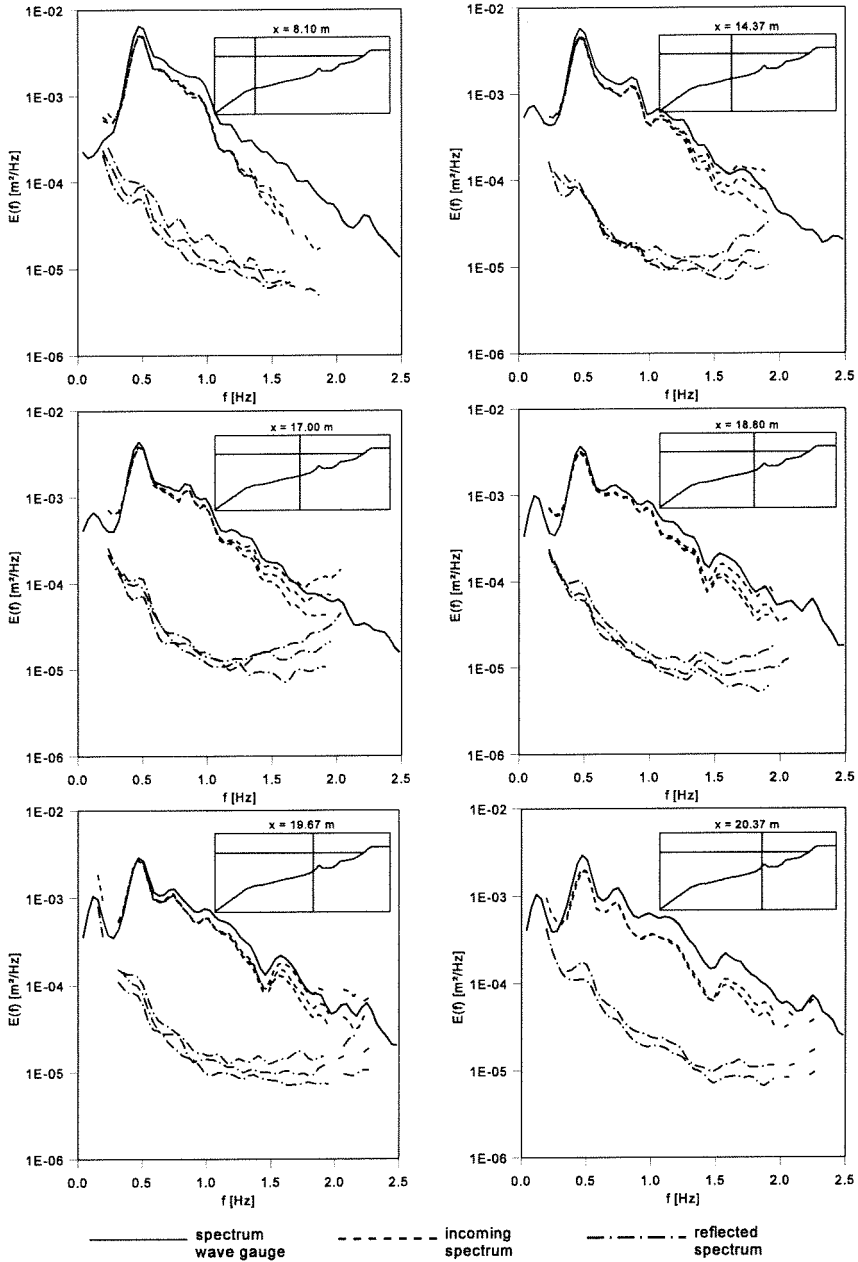 x = 8.10 m
x = 14.37 m
1E-02
1E-03
1E-04
1E-05
1E-06
E(f) [m²/Hz]
0.0 0.5 1.0 1.5 2.0 2.5
f [Hz]
1E-02
1E-03
1E-04
1E-05
1E-06
E(f) [m²/Hz]
0.0 0.5 1.0 1.5 2.0 2.5
f [Hz]
x = 17.00 m
x = 18.60 m
1E-02
1E-03
1E-04
1E-05
1E-06
E(f) [m²/Hz]
0.0 0.5 1.0 1.5 2.0 2.5
f [Hz]
1E-02
1E-03
1E-04
1E-05
1E-06
E(f) [m²/Hz]
0.0 0.5 1.0 1.5 2.0 2.5
f [Hz]
x = 19.67 m
x = 20.37 m
1E-02
1E-03
1E-04
1E-05
1E-06
E(f) [m²/Hz]
0.0 0.5 1.0 1.5 2.0 2.5
f [Hz]
1E-02
1E-03
1E-04
1E-05
1E-06
E(f) [m²/Hz]
0.0 0.5 1.0 1.5 2.0 2.5
f [Hz]
spectrum
wave gauge
incoming
spectrum
reflected
spectrum